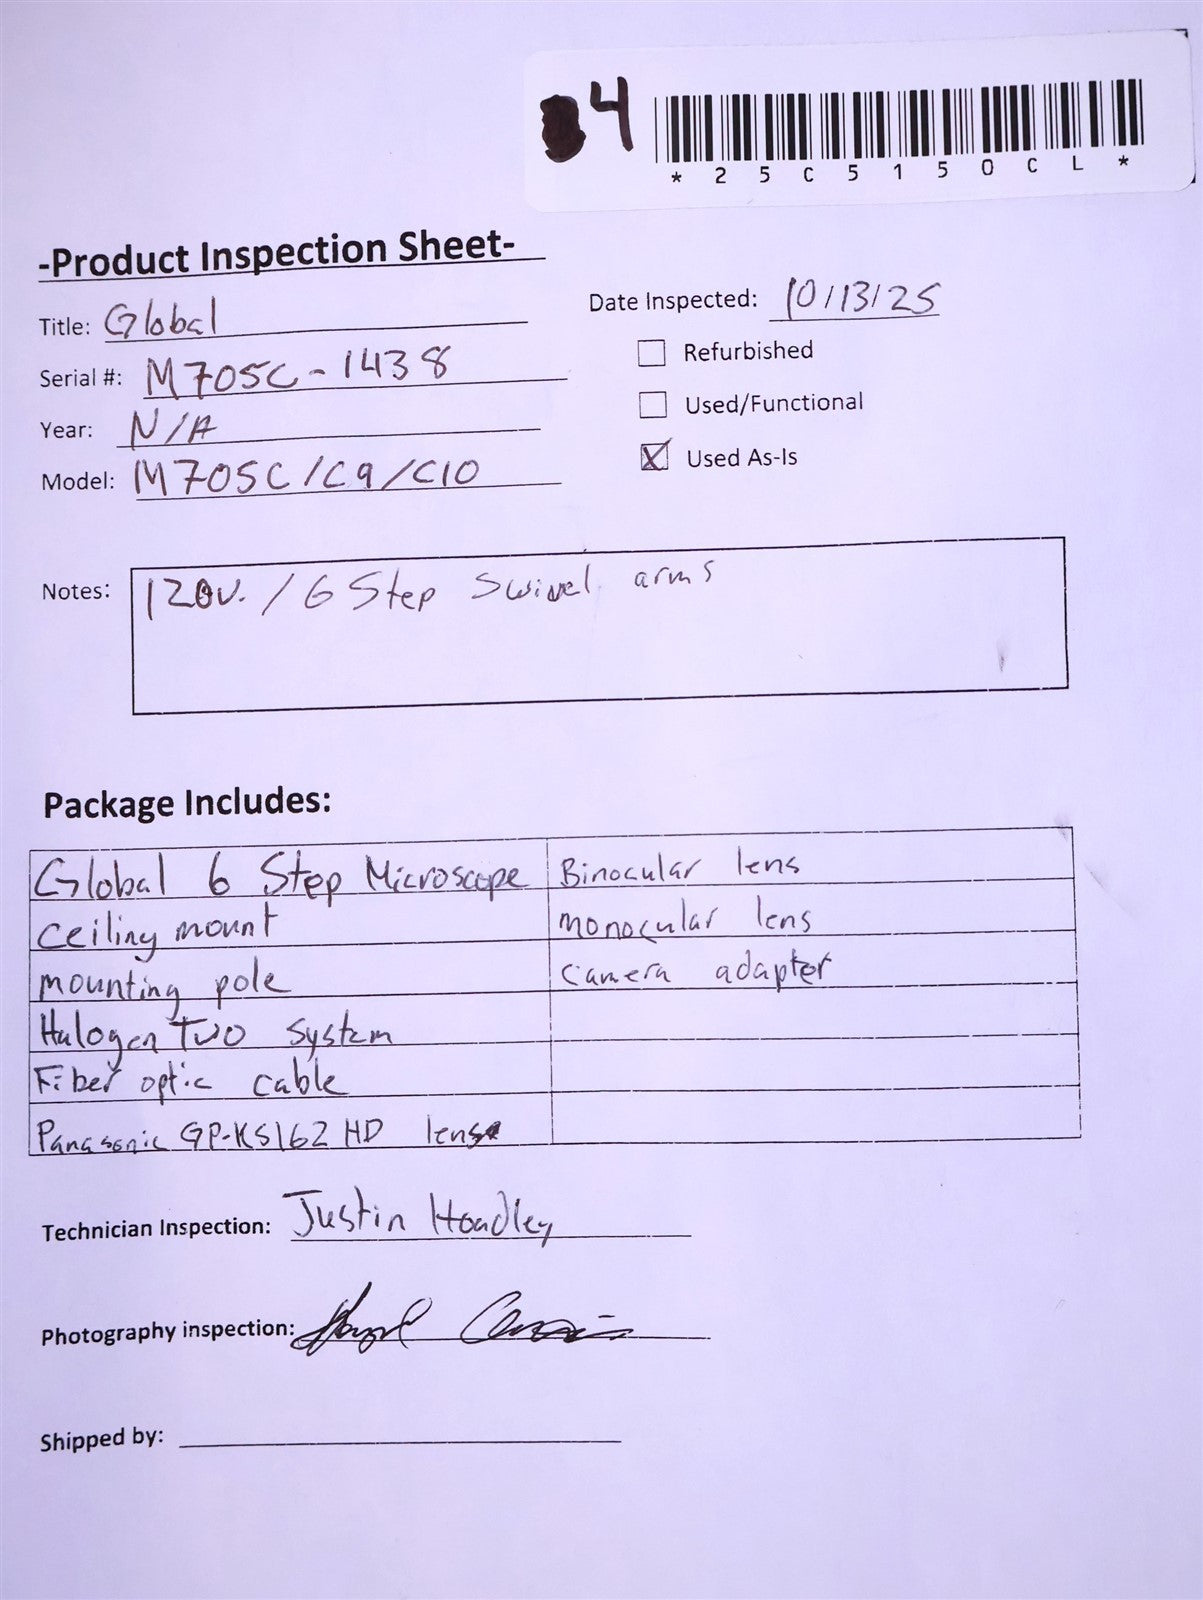 4
*25C5150CL*
-Product Inspection Sheet-
Title: Global
Date Inspected: 10/13/25
Serial #: M705C-1438
Refurbished
Year: N/A
Used/Functional
Model: M705C/C9/C10
X Used As-Is
Notes: 120v. / 6 Step Swivel arms
Package Includes:
Global 6 Step Microscope
Binocular lens
Ceiling mount
monocular lens
mounting pole
Camera adapter
Halogen Two System
Fiber optic cable
Panasonic GP-KS162 HD lens
Technician Inspection: Justin Hoadley
Photography inspection:
Shipped by: